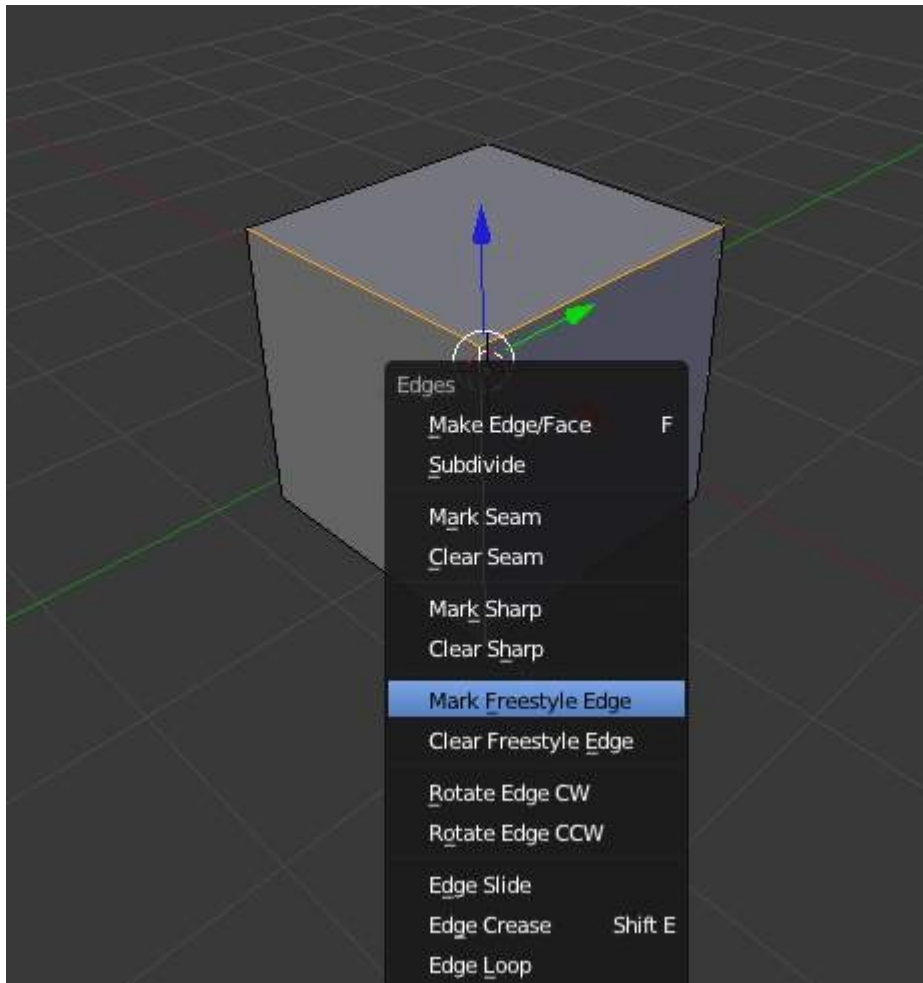 Edges
Make Edge/Face F
Subdivide
Mark Seam
Clear Seam
Mark Sharp
Clear Sharp
Mark Freestyle Edge
Clear Freestyle Edge
Rotate Edge CW
Rotate Edge CCW
Edge Slide
Edge Crease Shift E
Edge Loop